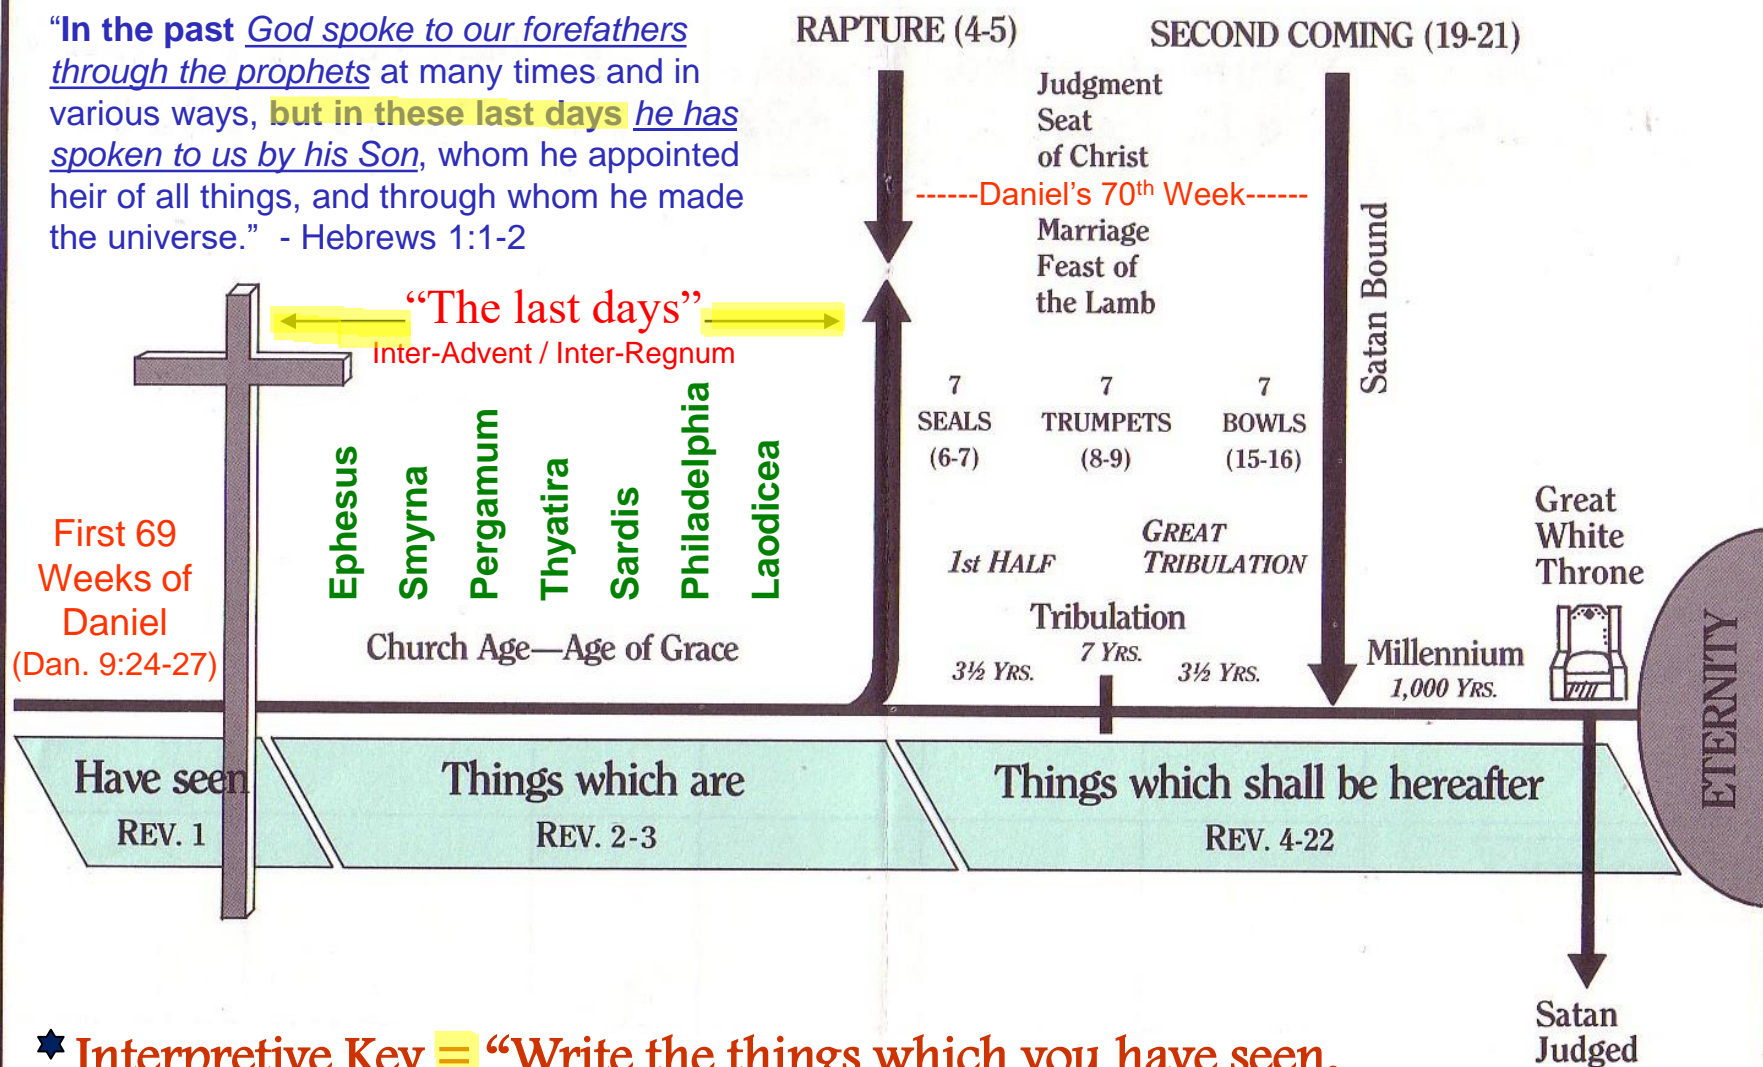 “In the past God spoke to our forefathers
through the prophets at many times and in
various ways, but in these last days he has
spoken to us by his Son, whom he appointed
heir of all things, and through whom he made
the universe.” - Hebrews 1:1-2
RAPTURE (4-5)
SECOND COMING (19-21)
Judgment
Seat
of Christ
------Daniel’s 70th Week------
Marriage
Feast of
the Lamb
Satan Bound
“The last days”
Inter-Advent / Inter-Regnum
Ephesus
Smyrna
Pergamum
Thyatira
Sardis
Philadelphia
Laodicea
7
SEALS
(6-7)
7
TRUMPETS
(8-9)
7
BOWLS
(15-16)
First 69
Weeks of
Daniel
(Dan. 9:24-27)
Church Age—Age of Grace
1st HALF
GREAT
TRIBULATION
Tribulation
7 YRS.
3½ YRS.
3½ YRS.
Millennium
1,000 YRS.
Great
White
Throne
ETERNITY
Have seen
REV. 1
Things which are
REV. 2-3
Things which shall be hereafter
REV. 4-22
Satan
Judged
Interpretive Key = “Write the things which you have seen,